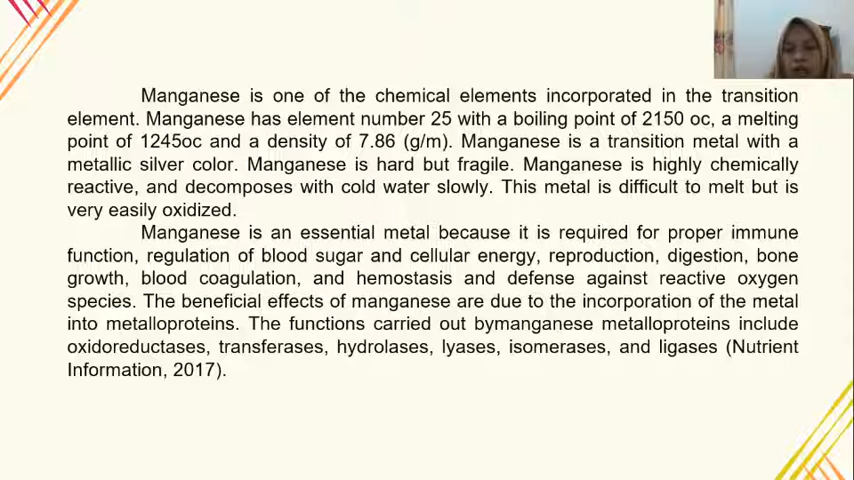 Manganese is one of the chemical elements incorporated in the transition
element. Manganese has element number 25 with a boiling point of 2150 oc, a melting
point of 1245oc and a density of 7.86 (g/m). Manganese is a transition metal with a
metallic silver color. Manganese is hard but fragile. Manganese is highly chemically
reactive, and decomposes with cold water slowly. This metal is difficult to melt but is
very easily oxidized.
Manganese is an essential metal because it is required for proper immune
function, regulation of blood sugar and cellular energy, reproduction, digestion, bone
growth, blood coagulation, and hemostasis and defense against reactive oxygen
species. The beneficial effects of manganese are due to the incorporation of the metal
into metalloproteins. The functions carried out bymanganese metalloproteins include
oxidoreductases, transferases, hydrolases, lyases, isomerases, and ligases (Nutrient
Information, 2017).